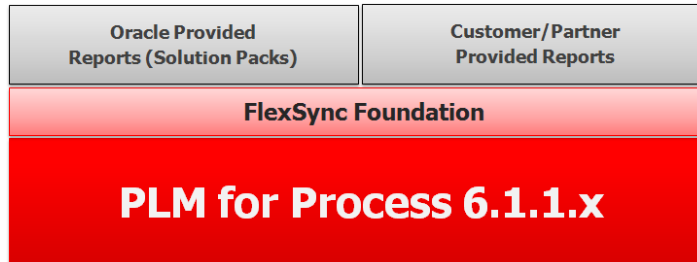 Oracle Provided
Reports (Solution Packs)
Customer/Partner
Provided Reports
FlexSync Foundation
PLM for Process 6.1.1.x